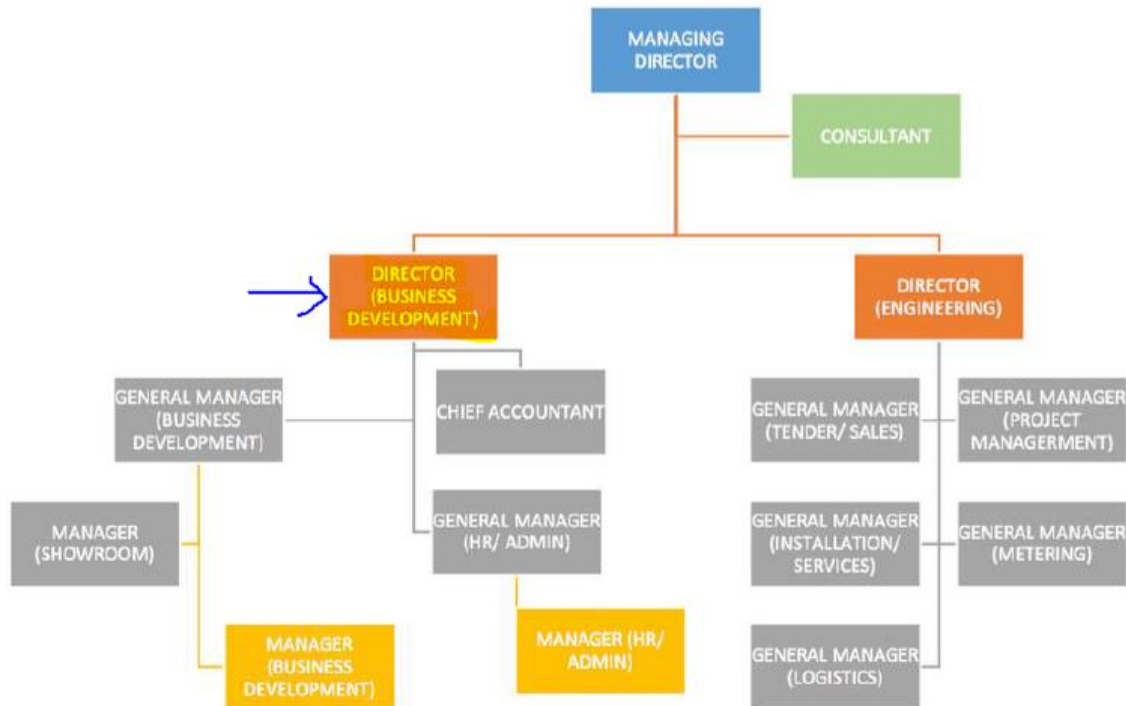 MANAGING
DIRECTOR
CONSULTANT
DIRECTOR
(BUSINESS
DEVELOPMENT)
DIRECTOR
(ENGINEERING)
GENERAL MANAGER
(BUSINESS
DEVELOPMENT)
CHIEF ACCOUNTANT
GENERAL MANAGER
(TENDER/ SALES)
GENERAL MANAGER
(PROJECT
MANAGERMENT)
MANAGER
(SHOWROOM)
GENERAL MANAGER
(HR/ ADMIN)
GENERAL MANAGER
(INSTALLATION/
SERVICES)
GENERAL MANAGER
(METERING)
MANAGER
(BUSINESS
DEVELOPMENT)
MANAGER (HR/
ADMIN)
GENERAL MANAGER
(LOGISTICS)